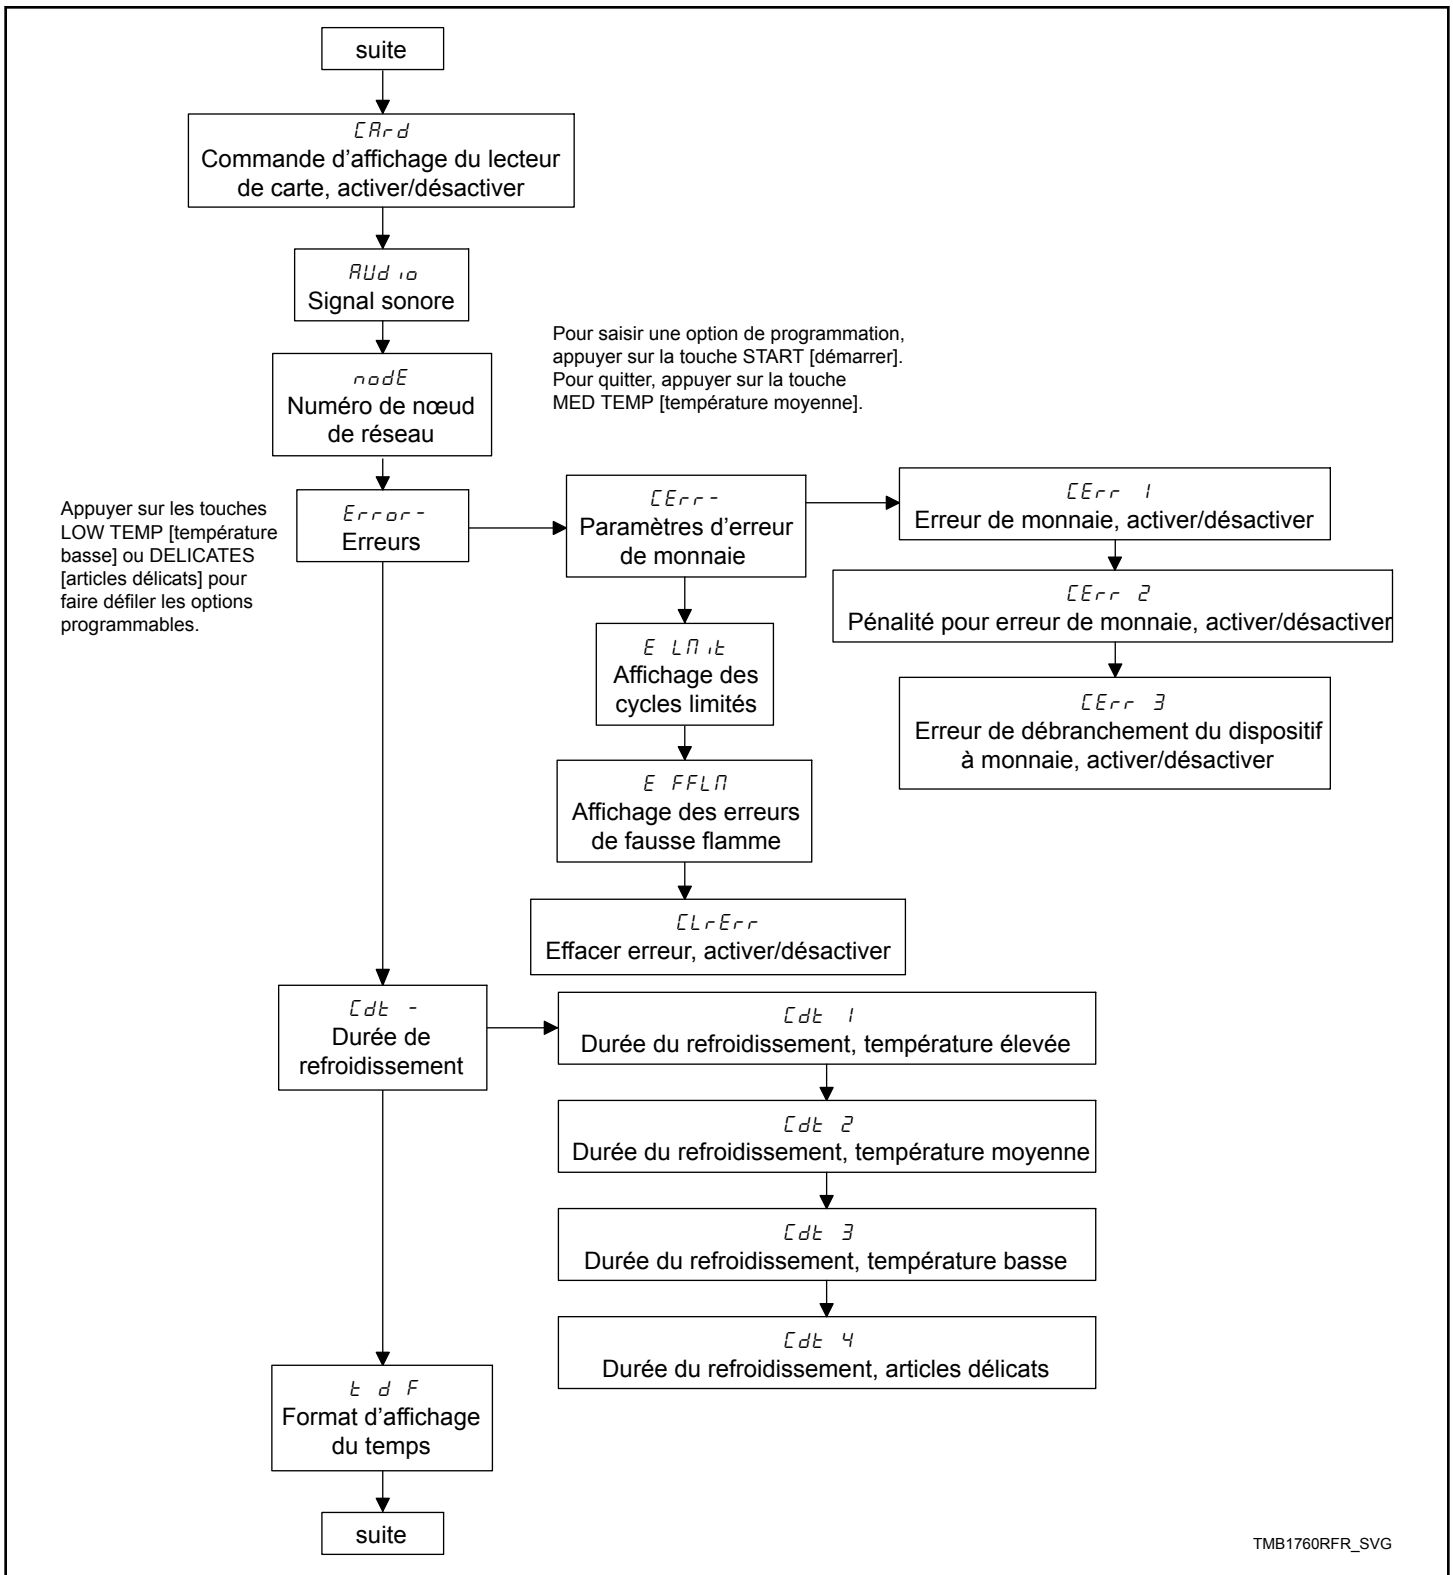 suite
CArd
Commande d’affichage du lecteur
de carte, activer/désactiver
AUdio
Signal sonore
nodE
Numéro de nœud
de réseau
Pour saisir une option de programmation,
appuyer sur la touche START [démarrer].
Pour quitter, appuyer sur la touche
MED TEMP [température moyenne].
Appuyer sur les touches
LOW TEMP [température
basse] ou DELICATES
[articles délicats] pour
faire défiler les options
programmables.
Error-
Erreurs
CErr-
Paramètres d’erreur
de monnaie
CErr 1
Erreur de monnaie, activer/désactiver
CErr 2
Pénalité pour erreur de monnaie, activer/désactiver
CErr 3
Erreur de débranchement du dispositif
à monnaie, activer/désactiver
E LMit
Affichage des
cycles limités
E FFLM
Affichage des erreurs
de fausse flamme
CLrErr
Effacer erreur, activer/désactiver
Cdt -
Durée de
refroidissement
Cdt 1
Durée du refroidissement, température élevée
Cdt 2
Durée du refroidissement, température moyenne
Cdt 3
Durée du refroidissement, température basse
Cdt 4
Durée du refroidissement, articles délicats
t d F
Format d’affichage
du temps
suite
TMB1760RFR_SVG